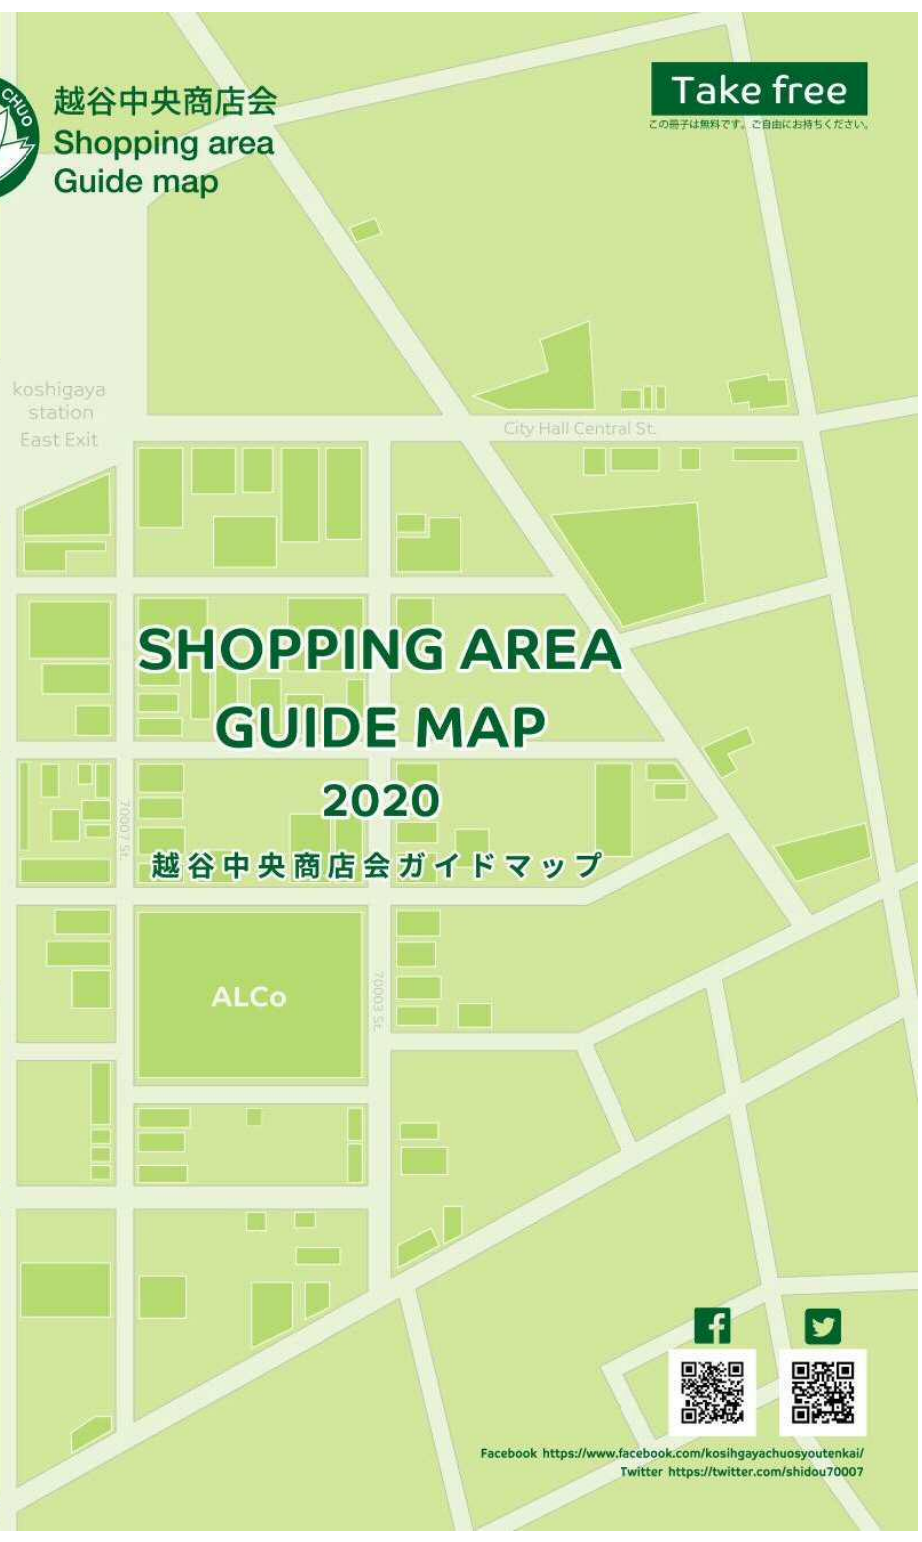 CHUO
越谷中央商店会
Shopping area
Guide map
Take free
この冊子は無料です。ご自由にお持ちください。
koshigaya
station
East Exit
City Hall Central St.
SHOPPING AREA
GUIDE MAP
2020
越谷中央商店会ガイドマップ
70007 St.
ALCo
70003 St.
Facebook https://www.facebook.com/kosihgayachuosyoutenkai/
Twitter https://twitter.com/shidou70007